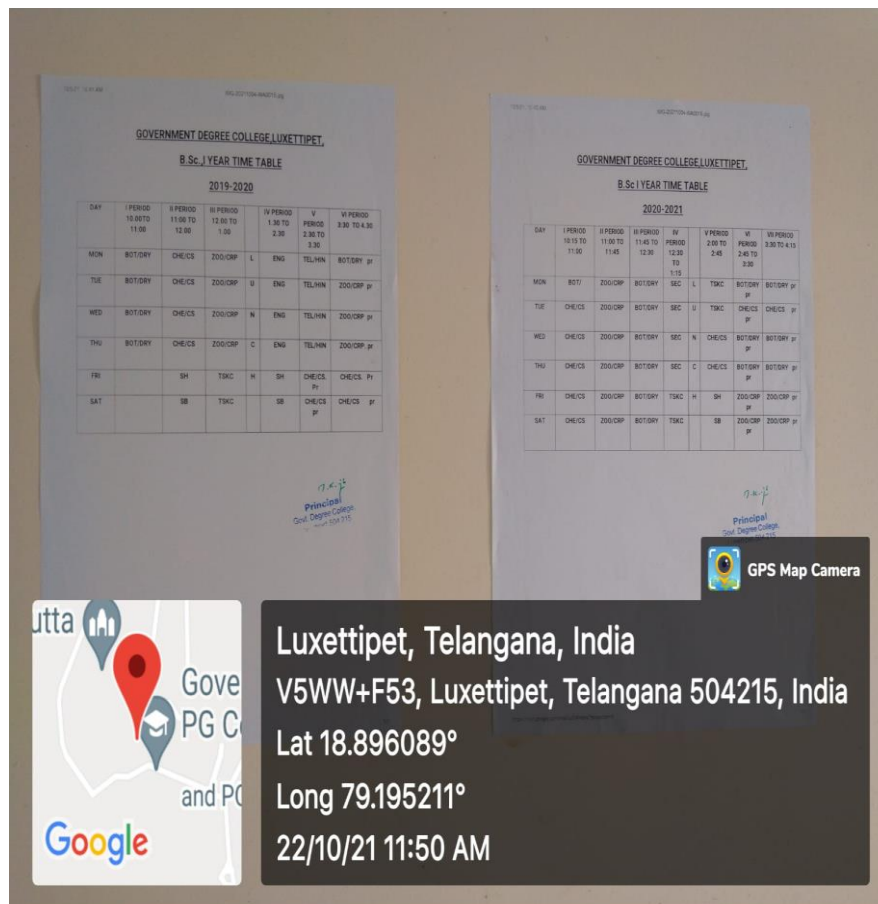 GOVERNMENT DEGREE COLLEGE,LUXETTIPET,
B.Sc.,I YEAR TIME TABLE
2019-2020
DAY I PERIOD 10.00TO 11:00 II PERIOD 11:00 TO 12.00 III PERIOD 12.00 TO 1.00 IV PERIOD 1.30 TO 2.30 V PERIOD 2.30.TO 3.30 VI PERIOD 3:30 TO 4.30
MON BOT/DRY CHE/CS ZOO/CRP L ENG TEL/HIN BOT/DRY pr
TUE BOT/DRY CHE/CS ZOO/CRP U ENG TEL/HIN ZOO/CRP pr
WED BOT/DRY CHE/CS ZOO/CRP N ENG TEL/HIN ZOO/CRP pr
THU BOT/DRY CHE/CS ZOO/CRP C ENG TEL/HIN ZOO/CRP pr
FRI SH TSKC H SH CHE/CS. Pr CHE/CS. Pr
SAT SB TSKC SB CHE/CS pr CHE/CS pr
Principal
Govt. Degree College,
GOVERNMENT DEGREE COLLEGE,LUXETTIPET,
B.Sc I YEAR TIME TABLE
2020-2021
DAY I PERIOD 10:15 TO 11:00 II PERIOD 11:00 TO 11:45 III PERIOD 11:45 TO 12:30 IV PERIOD 12:30 TO 1:15 V PERIOD 2:00 TO 2:45 VI PERIOD 2:45 TO 3:30 VII PERIOD 3:30 TO 4:15
MON BOT/ ZOO/CRP BOT/DRY SEC L TSKC BOT/DRY pr BOT/DRY pr
TUE CHE/CS ZOO/CRP BOT/DRY SEC U TSKC CHE/CS pr CHE/CS pr
WED CHE/CS ZOO/CRP BOT/DRY SEC N CHE/CS BOT/DRY pr BOT/DRY pr
THU CHE/CS ZOO/CRP BOT/DRY SEC C CHE/CS BOT/DRY pr BOT/DRY pr
FRI CHE/CS ZOO/CRP BOT/DRY TSKC H SH ZOO/CRP pr ZOO/CRP pr
SAT CHE/CS ZOO/CRP BOT/DRY TSKC SB ZOO/CRP pr ZOO/CRP pr
Principal
Govt. Degree College,
GPS Map Camera
utta
Gove
PG C
and PG
Google
Luxettipet, Telangana, India
V5WW+F53, Luxettipet, Telangana 504215, India
Lat 18.896089°
Long 79.195211°
22/10/21 11:50 AM